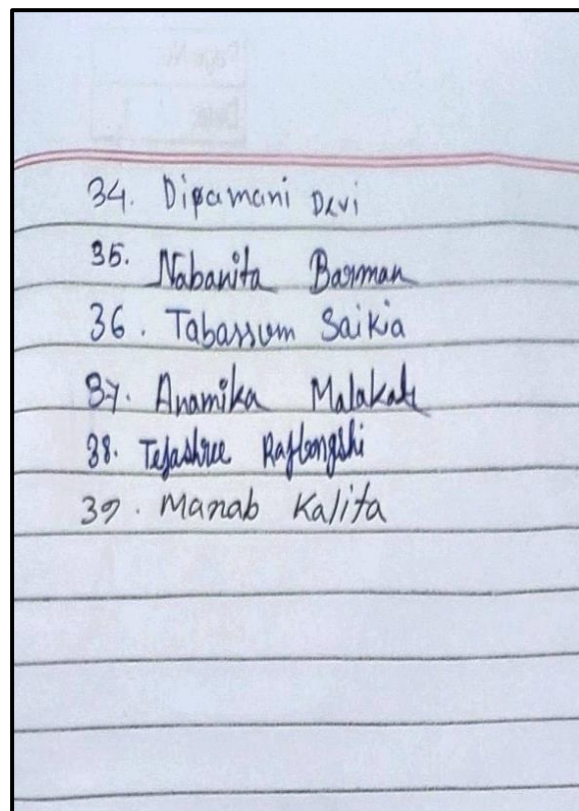 34. Dipamani Devi
35. Nabanita Barman
36. Tabassum Saikia
37. Anamika Malakar
38. Tejashree Rajbongshi
39. Manab Kalita